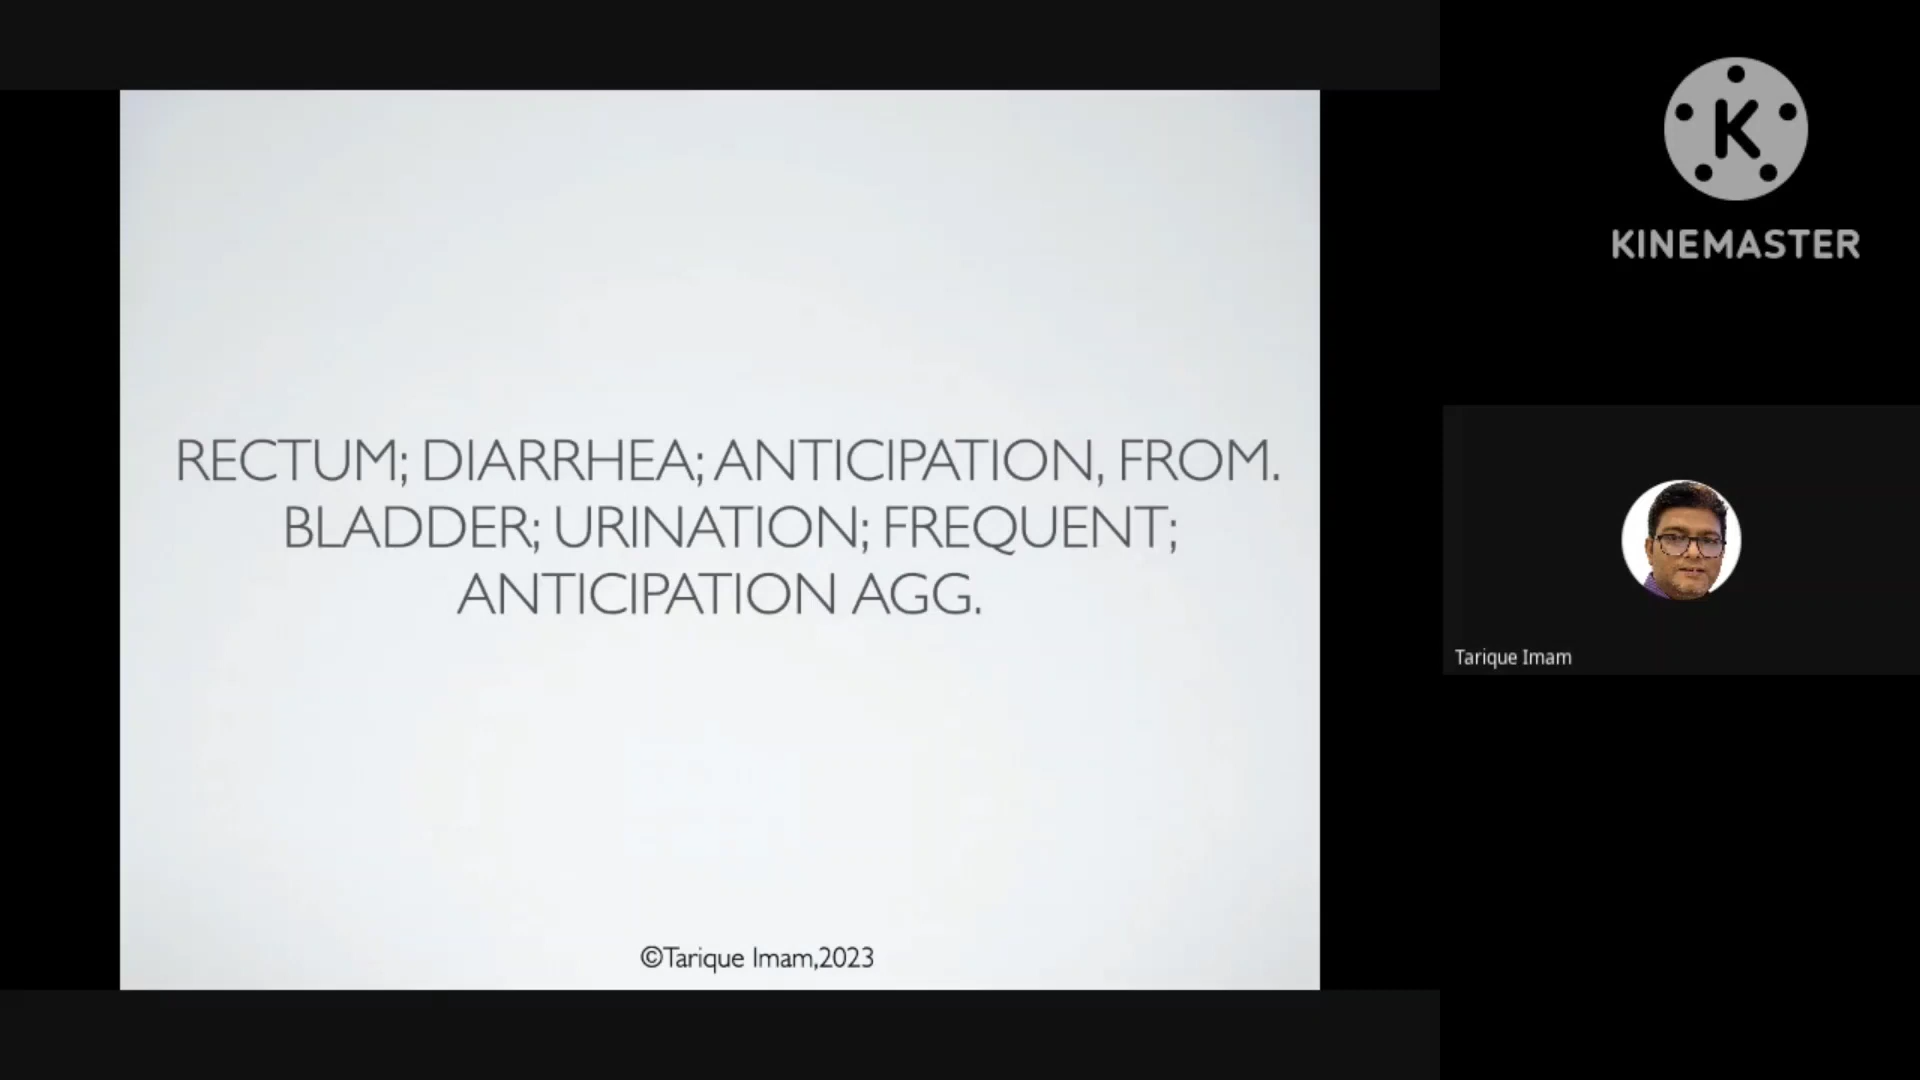 RECTUM; DIARRHEA; ANTICIPATION, FROM.
BLADDER; URINATION; FREQUENT;
ANTICIPATION AGG.
©Tarique Imam,2023
K
KINEMASTER
Tarique Imam